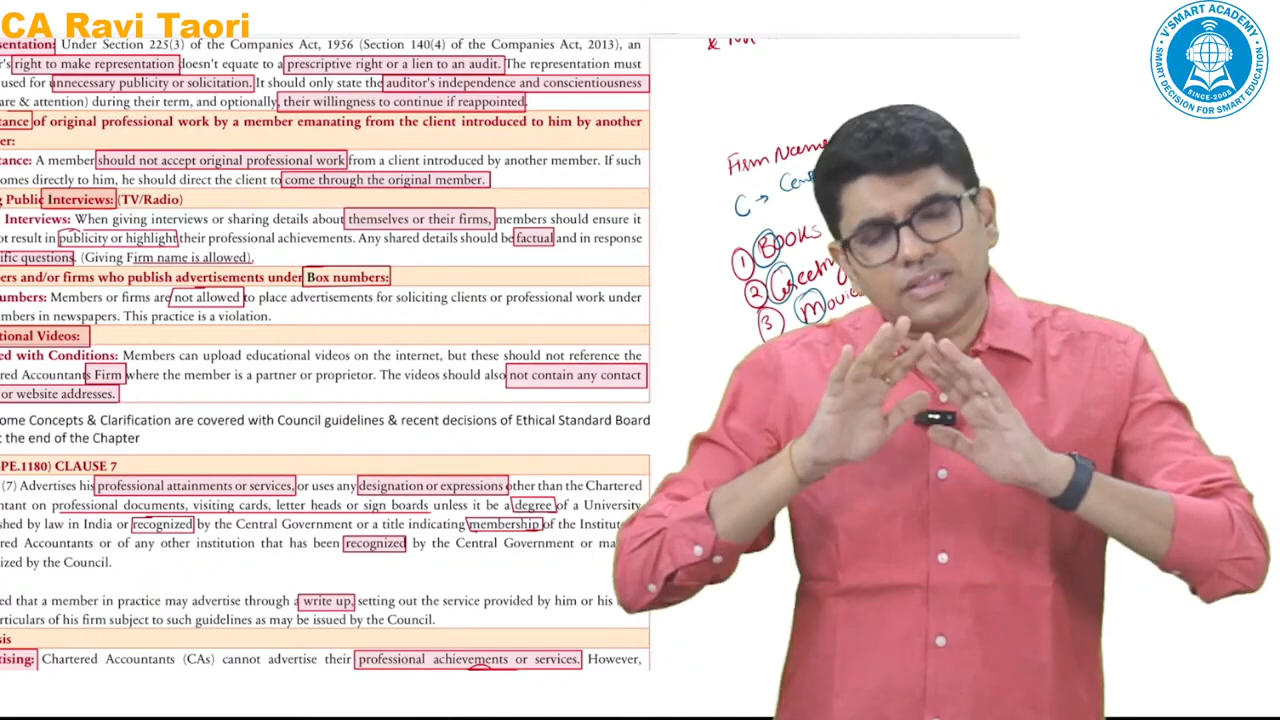 CA Ravi Taori
sentation: Under Section 225(3) of the Companies Act, 1956 (Section 140(4) of the Companies Act, 2013), an
r's right to make representation doesn't equate to a prescriptive right or a lien to an audit. The representation must
used for unnecessary publicity or solicitation. It should only state the auditor's independence and conscientiousness
are & attention) during their term, and optionally, their willingness to continue if reappointed.
tance of original professional work by a member emanating from the client introduced to him by another
er:
tance: A member should not accept original professional work from a client introduced by another member. If such
omes directly to him, he should direct the client to come through the original member.
g Public Interviews: (TV/Radio)
Interviews: When giving interviews or sharing details about themselves or their firms, members should ensure it
ot result in publicity or highlight their professional achievements. Any shared details should be factual and in response
ific questions. (Giving Firm name is allowed).
ers and/or firms who publish advertisements under Box numbers:
umbers: Members or firms are not allowed to place advertisements for soliciting clients or professional work under
umbers in newspapers. This practice is a violation.
tional Videos:
ed with Conditions: Members can upload educational videos on the internet, but these should not reference the
red Accountants Firm where the member is a partner or proprietor. The videos should also not contain any contact
or website addresses.
ome Concepts & Clarification are covered with Council guidelines & recent decisions of Ethical Standard Board
t the end of the Chapter
PE.1180) CLAUSE 7
(7) Advertises his professional attainments or services, or uses any designation or expressions other than the Chartered
ntant on professional documents, visiting cards, letter heads or sign boards unless it be a degree of a University
shed by law in India or recognized by the Central Government or a title indicating membership of the Institut
red Accountants or of any other institution that has been recognized by the Central Government or ma
ized by the Council.
ed that a member in practice may advertise through a write up, setting out the service provided by him or his
articulars of his firm subject to such guidelines as may be issued by the Council.
sis
tising: Chartered Accountants (CAs) cannot advertise their professional achievements or services. However,
Firm Name
C →
① Books
② Greeting
③ Movie
V'SMART ACADEMY
SINCE-2005
SMART DECISION FOR SMART EDUCATION